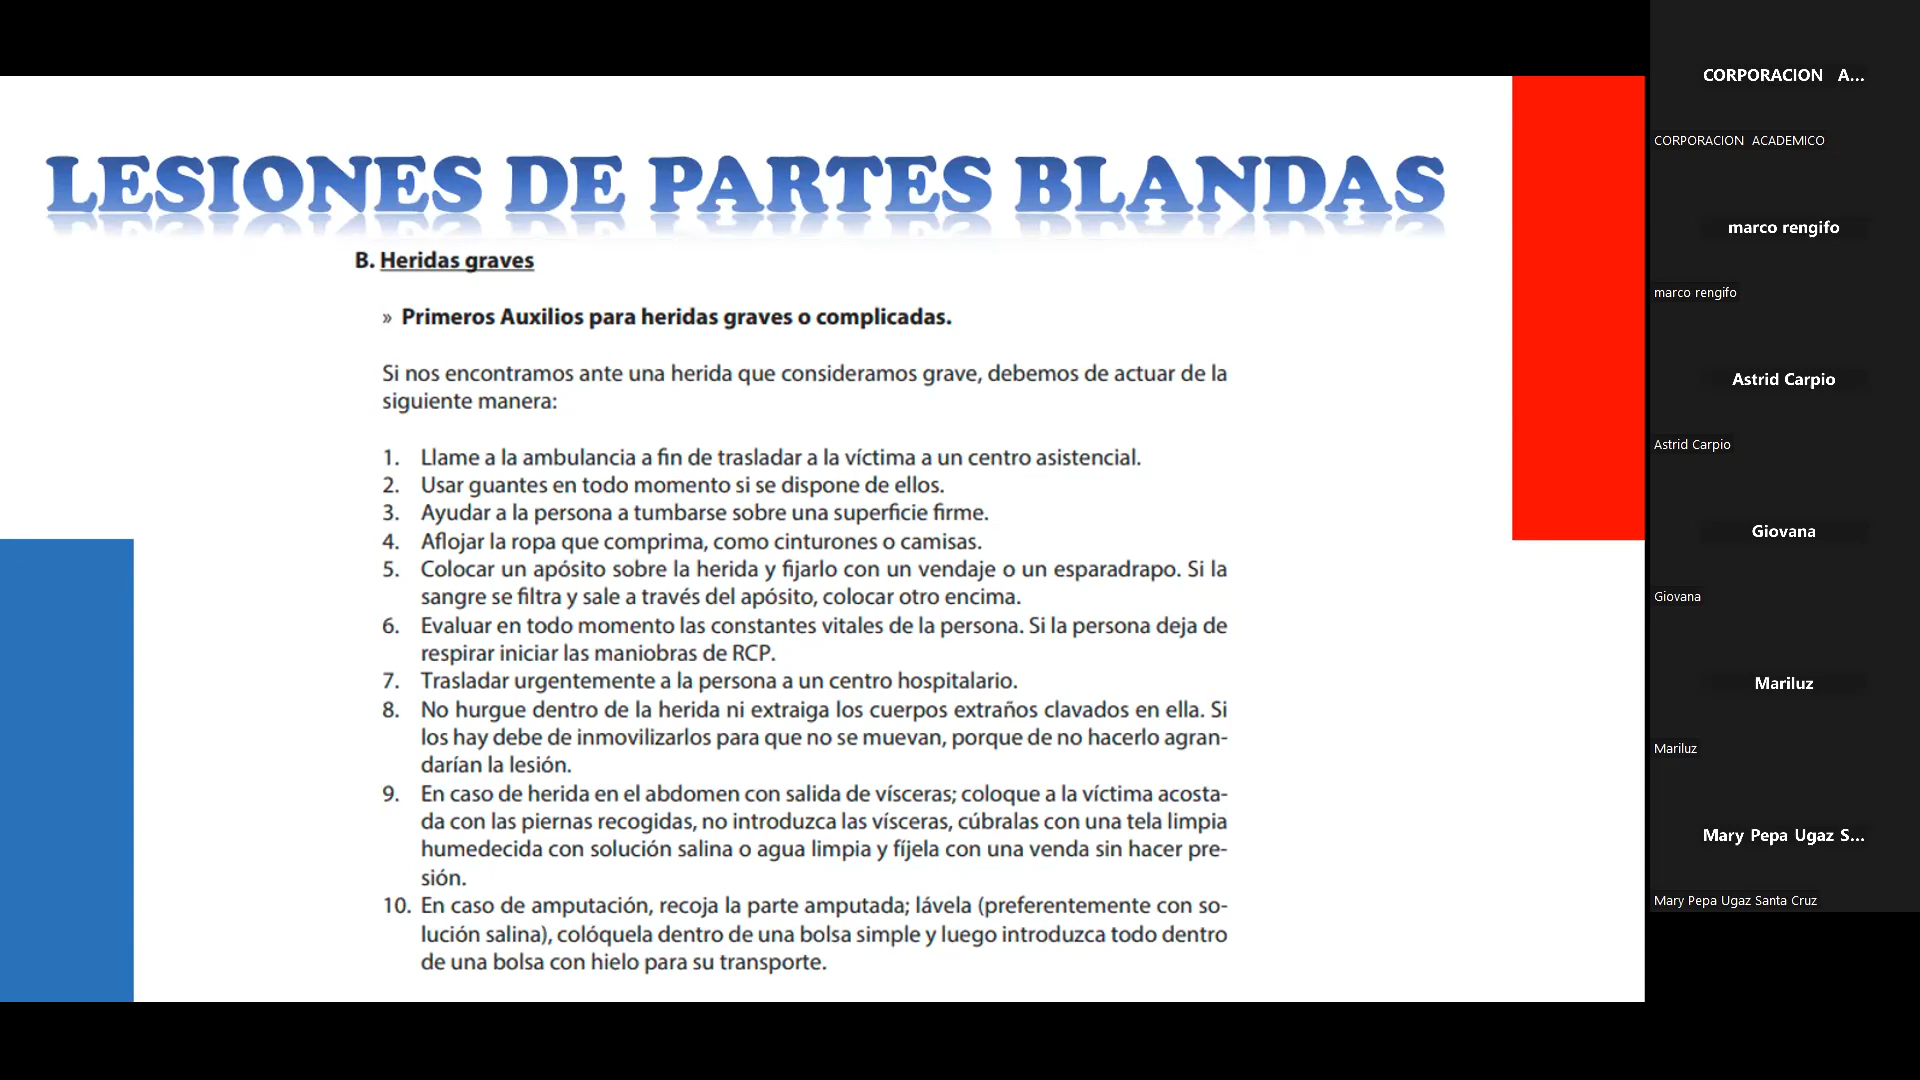 LESIONES DE PARTES BLANDAS
B. Heridas graves
» Primeros Auxilios para heridas graves o complicadas.
Si nos encontramos ante una herida que consideramos grave, debemos de actuar de la
siguiente manera:
1. Llame a la ambulancia a fin de trasladar a la víctima a un centro asistencial.
2. Usar guantes en todo momento si se dispone de ellos.
3. Ayudar a la persona a tumbarse sobre una superficie firme.
4. Aflojar la ropa que comprima, como cinturones o camisas.
5. Colocar un apósito sobre la herida y fijarlo con un vendaje o un esparadrapo. Si la
sangre se filtra y sale a través del apósito, colocar otro encima.
6. Evaluar en todo momento las constantes vitales de la persona. Si la persona deja de
respirar iniciar las maniobras de RCP.
7. Trasladar urgentemente a la persona a un centro hospitalario.
8. No hurgue dentro de la herida ni extraiga los cuerpos extraños clavados en ella. Si
los hay debe de inmovilizarlos para que no se muevan, porque de no hacerlo agran-
darían la lesión.
9. En caso de herida en el abdomen con salida de vísceras; coloque a la víctima acosta-
da con las piernas recogidas, no introduzca las vísceras, cúbralas con una tela limpia
humedecida con solución salina o agua limpia y fíjela con una venda sin hacer pre-
sión.
10. En caso de amputación, recoja la parte amputada; lávela (preferentemente con so-
lución salina), colóquela dentro de una bolsa simple y luego introduzca todo dentro
de una bolsa con hielo para su transporte.
CORPORACION A...
CORPORACION ACADEMICO
marco rengifo
marco rengifo
Astrid Carpio
Astrid Carpio
Giovana
Giovana
Mariluz
Mariluz
Mary Pepa Ugaz S...
Mary Pepa Ugaz Santa Cruz